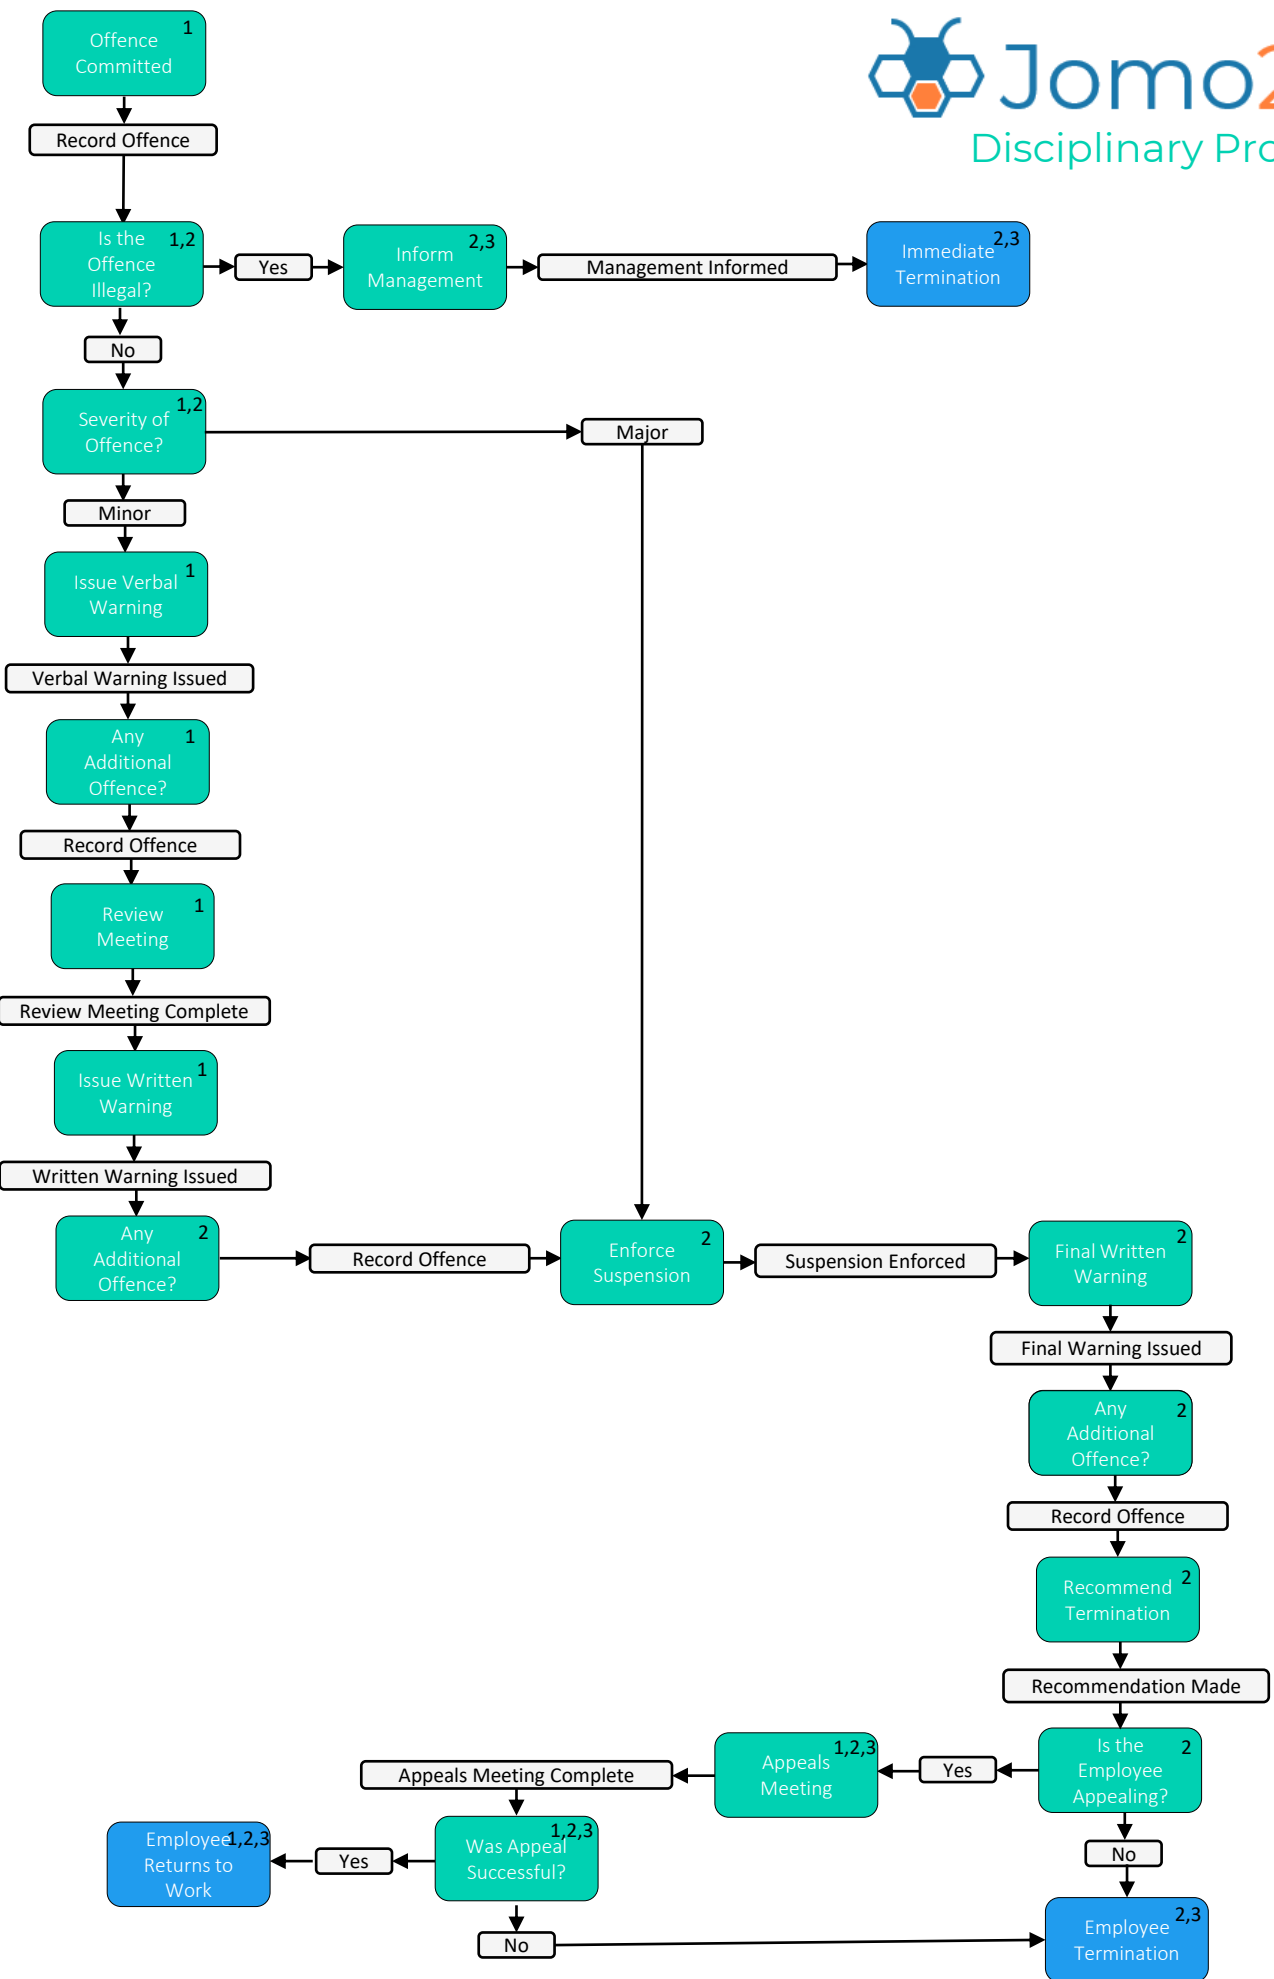 Jomo2
Disciplinary Pro
Offence
Committed
1
Record Offence
Is the
Offence
Illegal?
1,2
Yes
Inform
Management
2,3
Management Informed
Immediate
Termination
2,3
No
Severity of
Offence?
1,2
Major
Minor
Issue Verbal
Warning
1
Verbal Warning Issued
Any
Additional
Offence?
1
Record Offence
Review
Meeting
1
Review Meeting Complete
Issue Written
Warning
1
Written Warning Issued
Any
Additional
Offence?
2
Record Offence
Enforce
Suspension
2
Suspension Enforced
Final Written
Warning
2
Final Warning Issued
Any
Additional
Offence?
2
Record Offence
Recommend
Termination
2
Recommendation Made
Is the
Employee
Appealing?
2
Yes
Appeals
Meeting
1,2,3
Appeals Meeting Complete
Was Appeal
Successful?
1,2,3
Yes
Employee
Returns to
Work
1,2,3
No
No
Employee
Termination
2,3